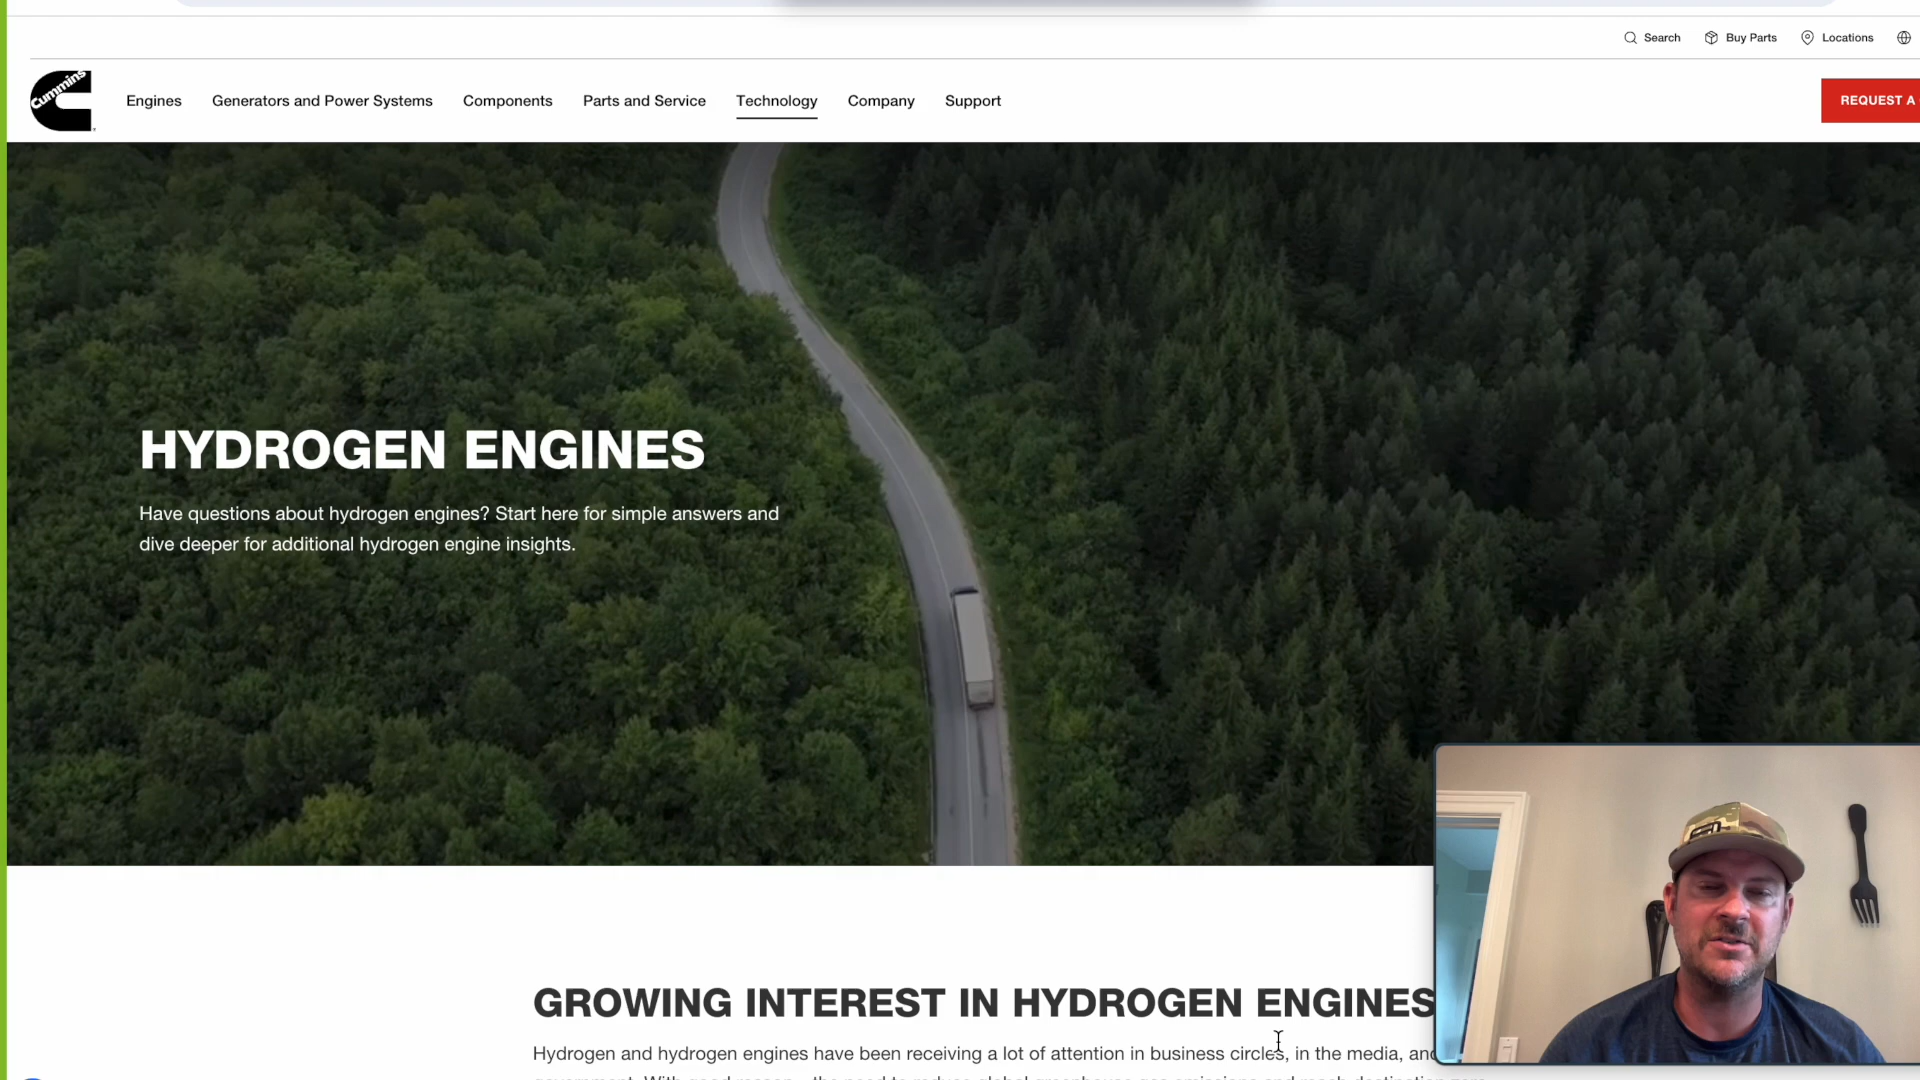 Search Buy Parts Locations
Cummins
Engines Generators and Power Systems Components Parts and Service Technology Company Support
REQUEST A
HYDROGEN ENGINES
Have questions about hydrogen engines? Start here for simple answers and
dive deeper for additional hydrogen engine insights.
GROWING INTEREST IN HYDROGEN ENGINES
Hydrogen and hydrogen engines have been receiving a lot of attention in business circles, in the media, and